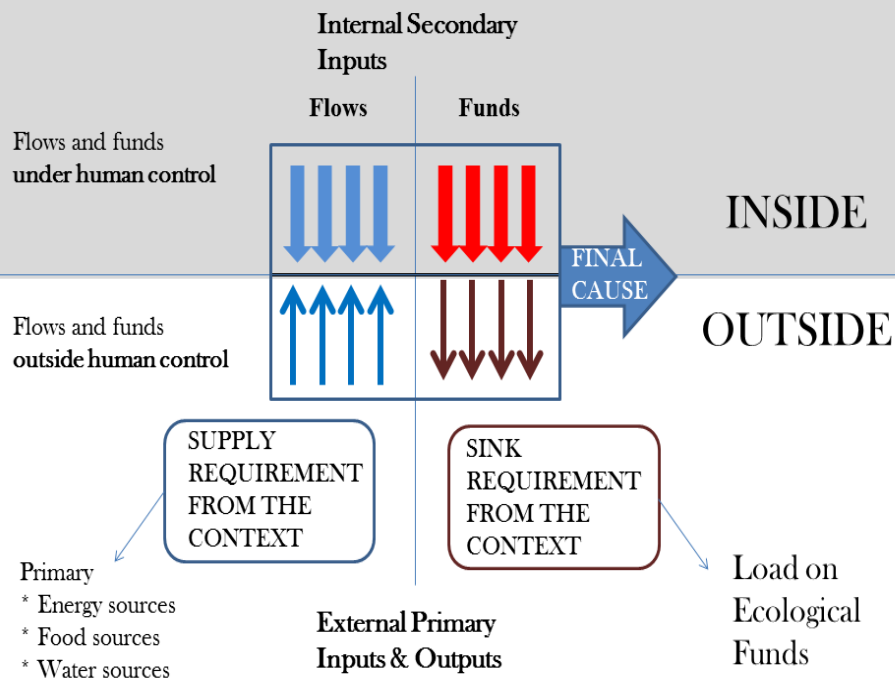 Internal Secondary
Inputs
Flows
Funds
Flows and funds
under human control
INSIDE
FINAL
CAUSE
OUTSIDE
Flows and funds
outside human control
SUPPLY
REQUIREMENT
FROM THE
CONTEXT
SINK
REQUIREMENT
FROM THE
CONTEXT
Primary
* Energy sources
* Food sources
* Water sources
External Primary
Inputs & Outputs
Load on
Ecological
Funds